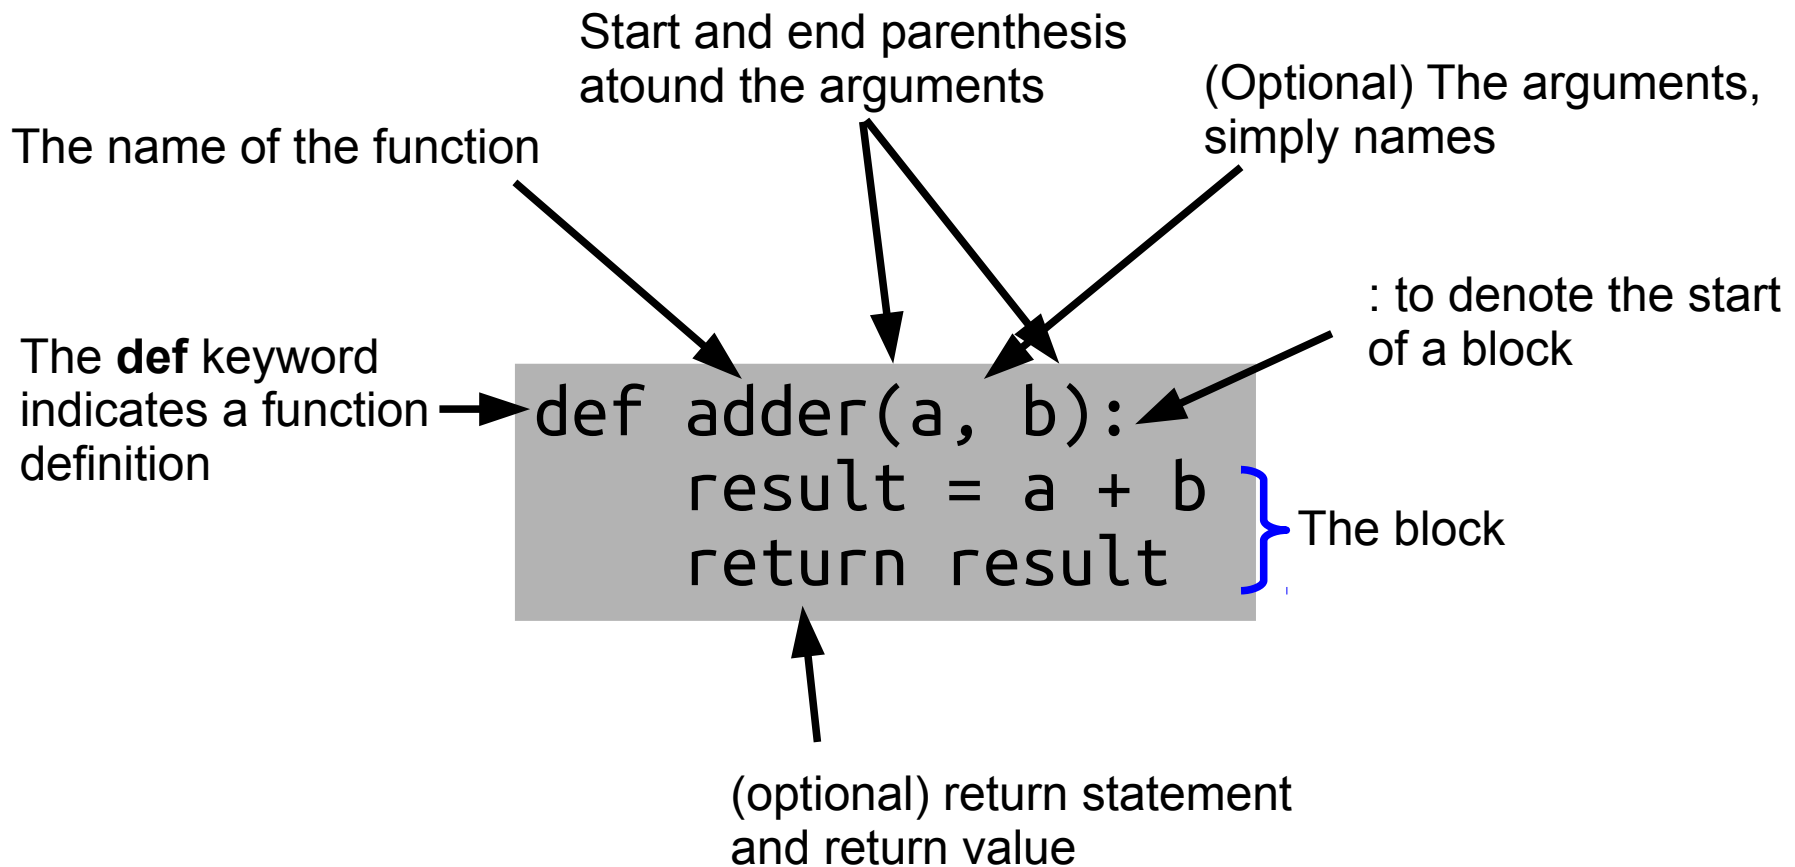 Start and end parenthesis
atound the arguments
(Optional) The arguments,
simply names
The name of the function
: to denote the start
of a block
The def keyword
indicates a function
definition
def adder(a, b):
    result = a + b
    return result
The block
(optional) return statement
and return value